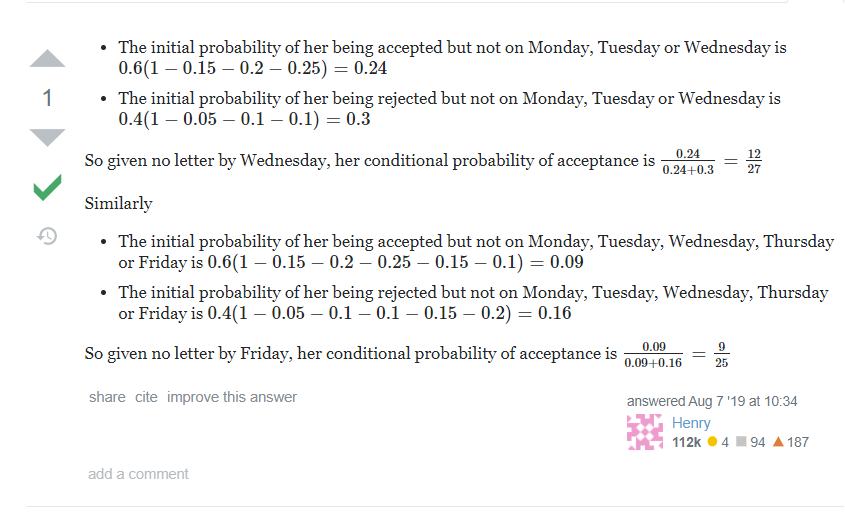 • The initial probability of her being accepted but not on Monday, Tuesday or Wednesday is
0.6(1 − 0.15 − 0.2 − 0.25) = 0.24
1
• The initial probability of her being rejected but not on Monday, Tuesday or Wednesday is
0.4(1 − 0.05 − 0.1 − 0.1) = 0.3
So given no letter by Wednesday, her conditional probability of acceptance is 0.24/(0.24+0.3) = 12/27
Similarly
• The initial probability of her being accepted but not on Monday, Tuesday, Wednesday, Thursday
or Friday is 0.6(1 − 0.15 − 0.2 − 0.25 − 0.15 − 0.1) = 0.09
• The initial probability of her being rejected but not on Monday, Tuesday, Wednesday, Thursday
or Friday is 0.4(1 − 0.05 − 0.1 − 0.1 − 0.15 − 0.2) = 0.16
So given no letter by Friday, her conditional probability of acceptance is 0.09/(0.09+0.16) = 9/25
share cite improve this answer
answered Aug 7 '19 at 10:34
Henry
112k 4 94 187
add a comment